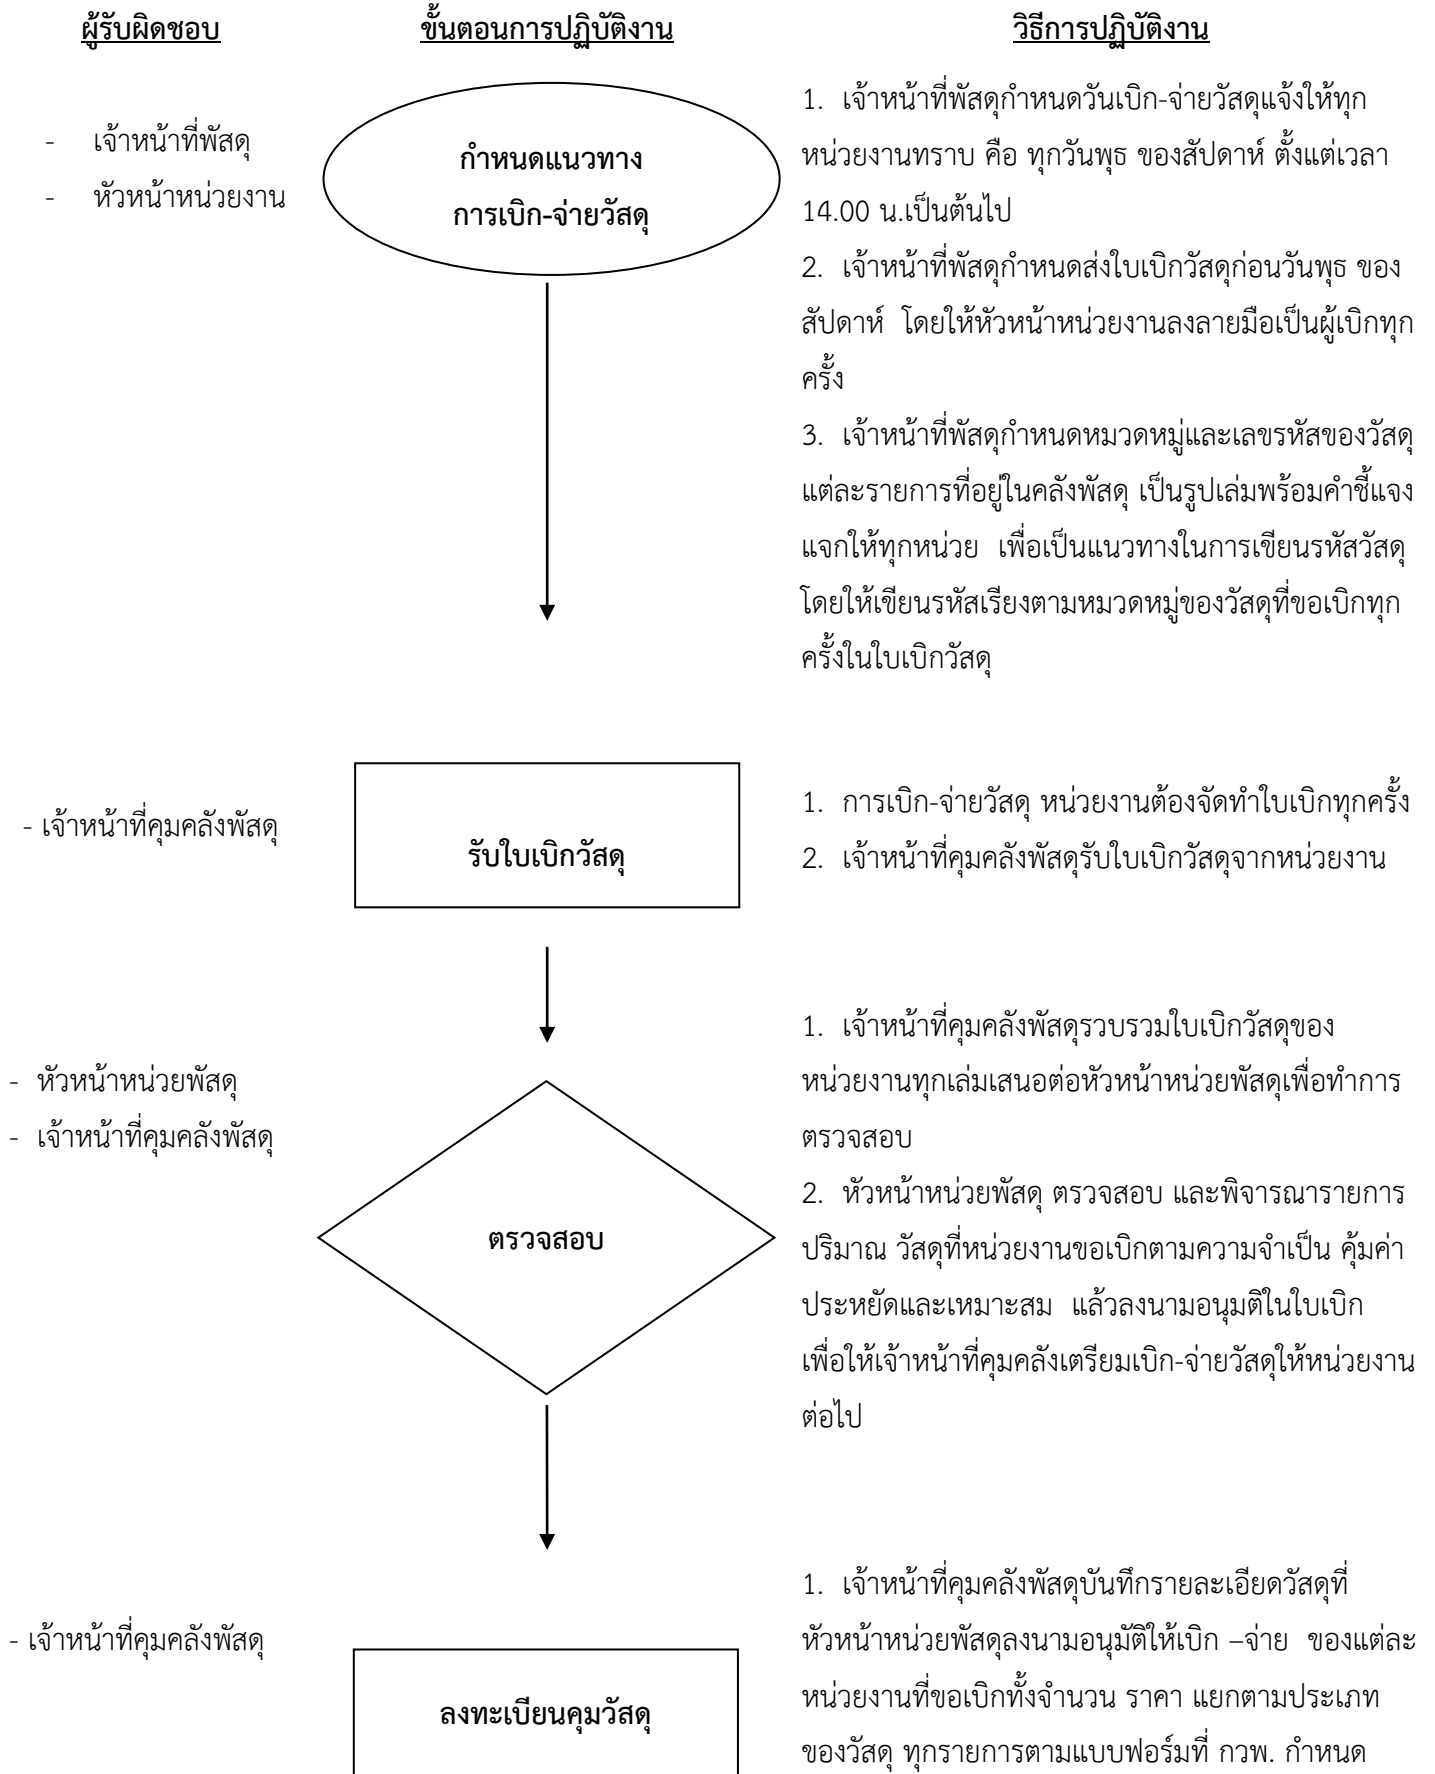 ผู้รับผิดชอบ ขั้นตอนการปฏิบัติงาน วิธีการปฏิบัติงาน
- เจ้าหน้าที่พัสดุ
- หัวหน้าหน่วยงาน
กำหนดแนวทาง
การเบิก-จ่ายวัสดุ
1. เจ้าหน้าที่พัสดุกำหนดวันเบิก-จ่ายวัสดุแจ้งให้ทุก
หน่วยงานทราบ คือ ทุกวันพุธ ของสัปดาห์ ตั้งแต่เวลา
14.00 น.เป็นต้นไป
2. เจ้าหน้าที่พัสดุกำหนดส่งใบเบิกวัสดุก่อนวันพุธ ของ
สัปดาห์ โดยให้หัวหน้าหน่วยงานลงลายมือเป็นผู้เบิกทุก
ครั้ง
3. เจ้าหน้าที่พัสดุกำหนดหมวดหมู่และเลขรหัสของวัสดุ
แต่ละรายการที่อยู่ในคลังพัสดุ เป็นรูปเล่มพร้อมคำชี้แจง
แจกให้ทุกหน่วย เพื่อเป็นแนวทางในการเขียนรหัสวัสดุ
โดยให้เขียนรหัสเรียงตามหมวดหมู่ของวัสดุที่ขอเบิกทุก
ครั้งในใบเบิกวัสดุ
- เจ้าหน้าที่คุมคลังพัสดุ
รับใบเบิกวัสดุ
1. การเบิก-จ่ายวัสดุ หน่วยงานต้องจัดทำใบเบิกทุกครั้ง
2. เจ้าหน้าที่คุมคลังพัสดุรับใบเบิกวัสดุจากหน่วยงาน
- หัวหน้าหน่วยพัสดุ
- เจ้าหน้าที่คุมคลังพัสดุ
ตรวจสอบ
1. เจ้าหน้าที่คุมคลังพัสดุรวบรวมใบเบิกวัสดุของ
หน่วยงานทุกเล่มเสนอต่อหัวหน้าหน่วยพัสดุเพื่อทำการ
ตรวจสอบ
2. หัวหน้าหน่วยพัสดุ ตรวจสอบ และพิจารณารายการ
ปริมาณ วัสดุที่หน่วยงานขอเบิกตามความจำเป็น คุ้มค่า
ประหยัดและเหมาะสม แล้วลงนามอนุมติในใบเบิก
เพื่อให้เจ้าหน้าที่คุมคลังเตรียมเบิก-จ่ายวัสดุให้หน่วยงาน
ต่อไป
- เจ้าหน้าที่คุมคลังพัสดุ
ลงทะเบียนคุมวัสดุ
1. เจ้าหน้าที่คุมคลังพัสดุบันทึกรายละเอียดวัสดุที่
หัวหน้าหน่วยพัสดุลงนามอนุมัติให้เบิก –จ่าย ของแต่ละ
หน่วยงานที่ขอเบิกทั้งจำนวน ราคา แยกตามประเภท
ของวัสดุ ทุกรายการตามแบบฟอร์มที่ กวพ. กำหนด